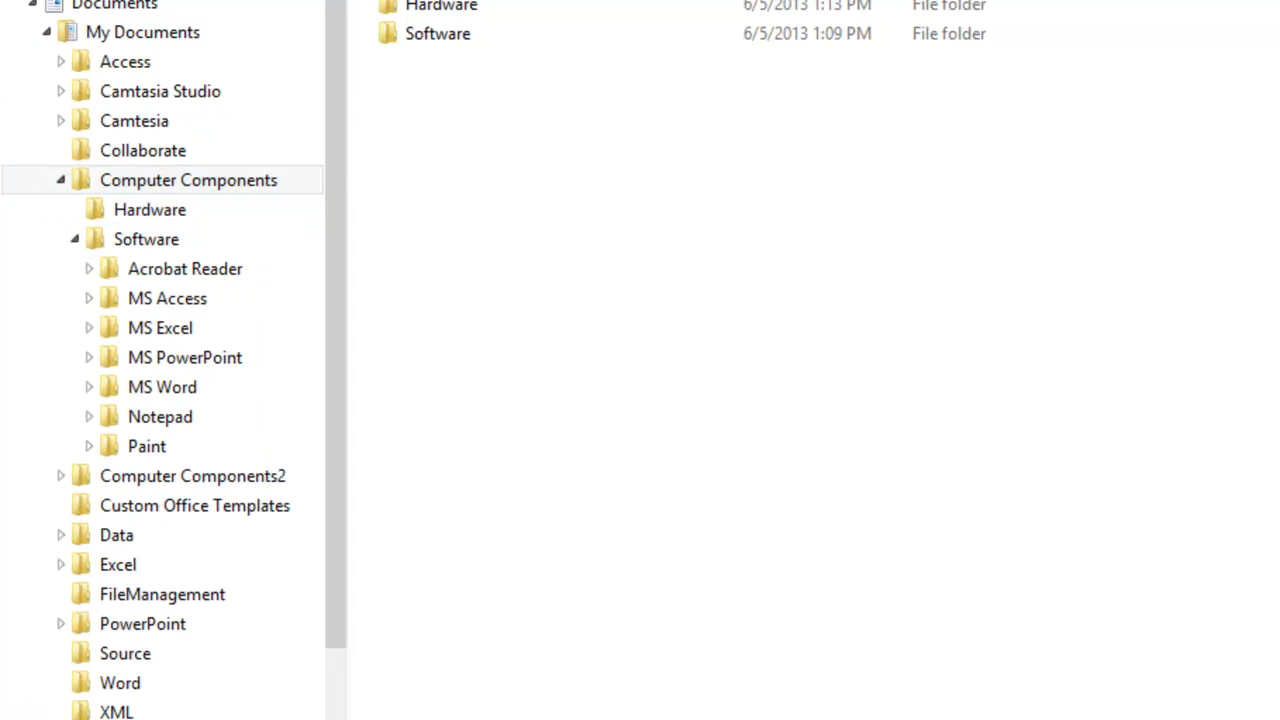 Documents
My Documents
Access
Camtasia Studio
Camtesia
Collaborate
Computer Components
Hardware
Software
Acrobat Reader
MS Access
MS Excel
MS PowerPoint
MS Word
Notepad
Paint
Computer Components2
Custom Office Templates
Data
Excel
FileManagement
PowerPoint
Source
Word
XML
Hardware 6/5/2013 1:13 PM File folder
Software 6/5/2013 1:09 PM File folder